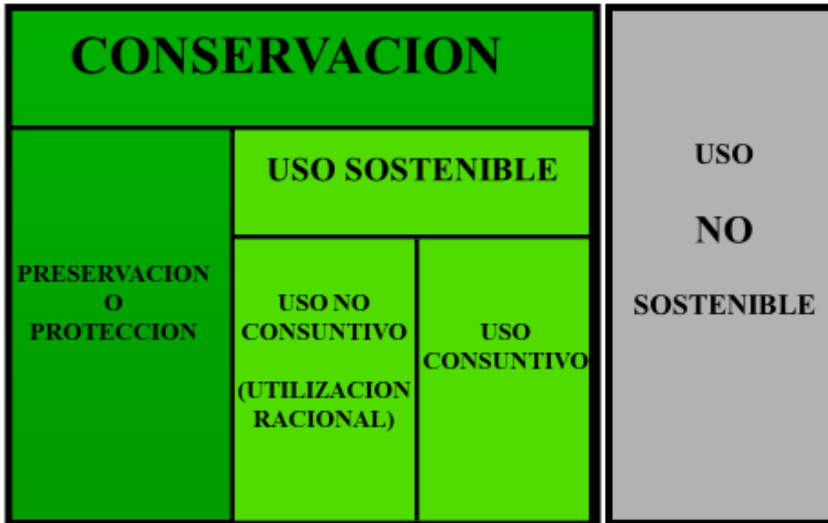 CONSERVACION
USO SOSTENIBLE
PRESERVACION
O
PROTECCION
USO NO
CONSUNTIVO
(UTILIZACION
RACIONAL)
USO
CONSUNTIVO
USO
NO
SOSTENIBLE